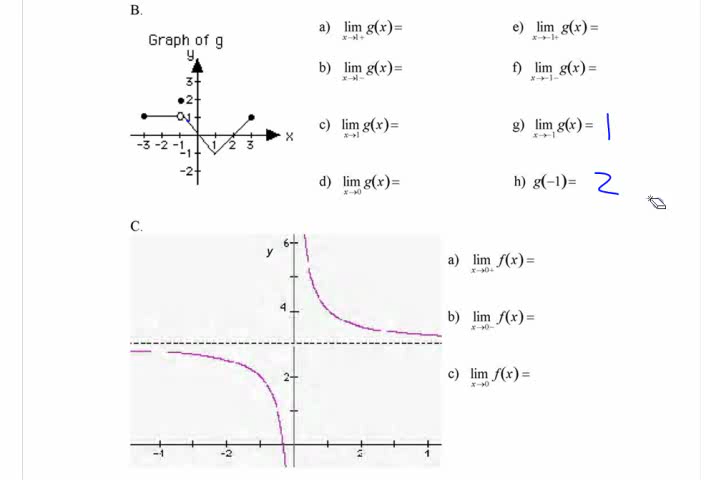 B.
Graph of g
y
3
2
1
-3 -2 -1 1 2 3 x
-1
-2
a) lim x→1+ g(x)=
b) lim x→1− g(x)=
c) lim x→1 g(x)=
d) lim x→0 g(x)=
e) lim x→−1+ g(x)=
f) lim x→−1− g(x)=
g) lim x→−1 g(x)= 1
h) g(−1)= 2
C.
y
6
4
2
-4 -2 2 4
a) lim x→0+ f(x)=
b) lim x→0− f(x)=
c) lim x→0 f(x)=